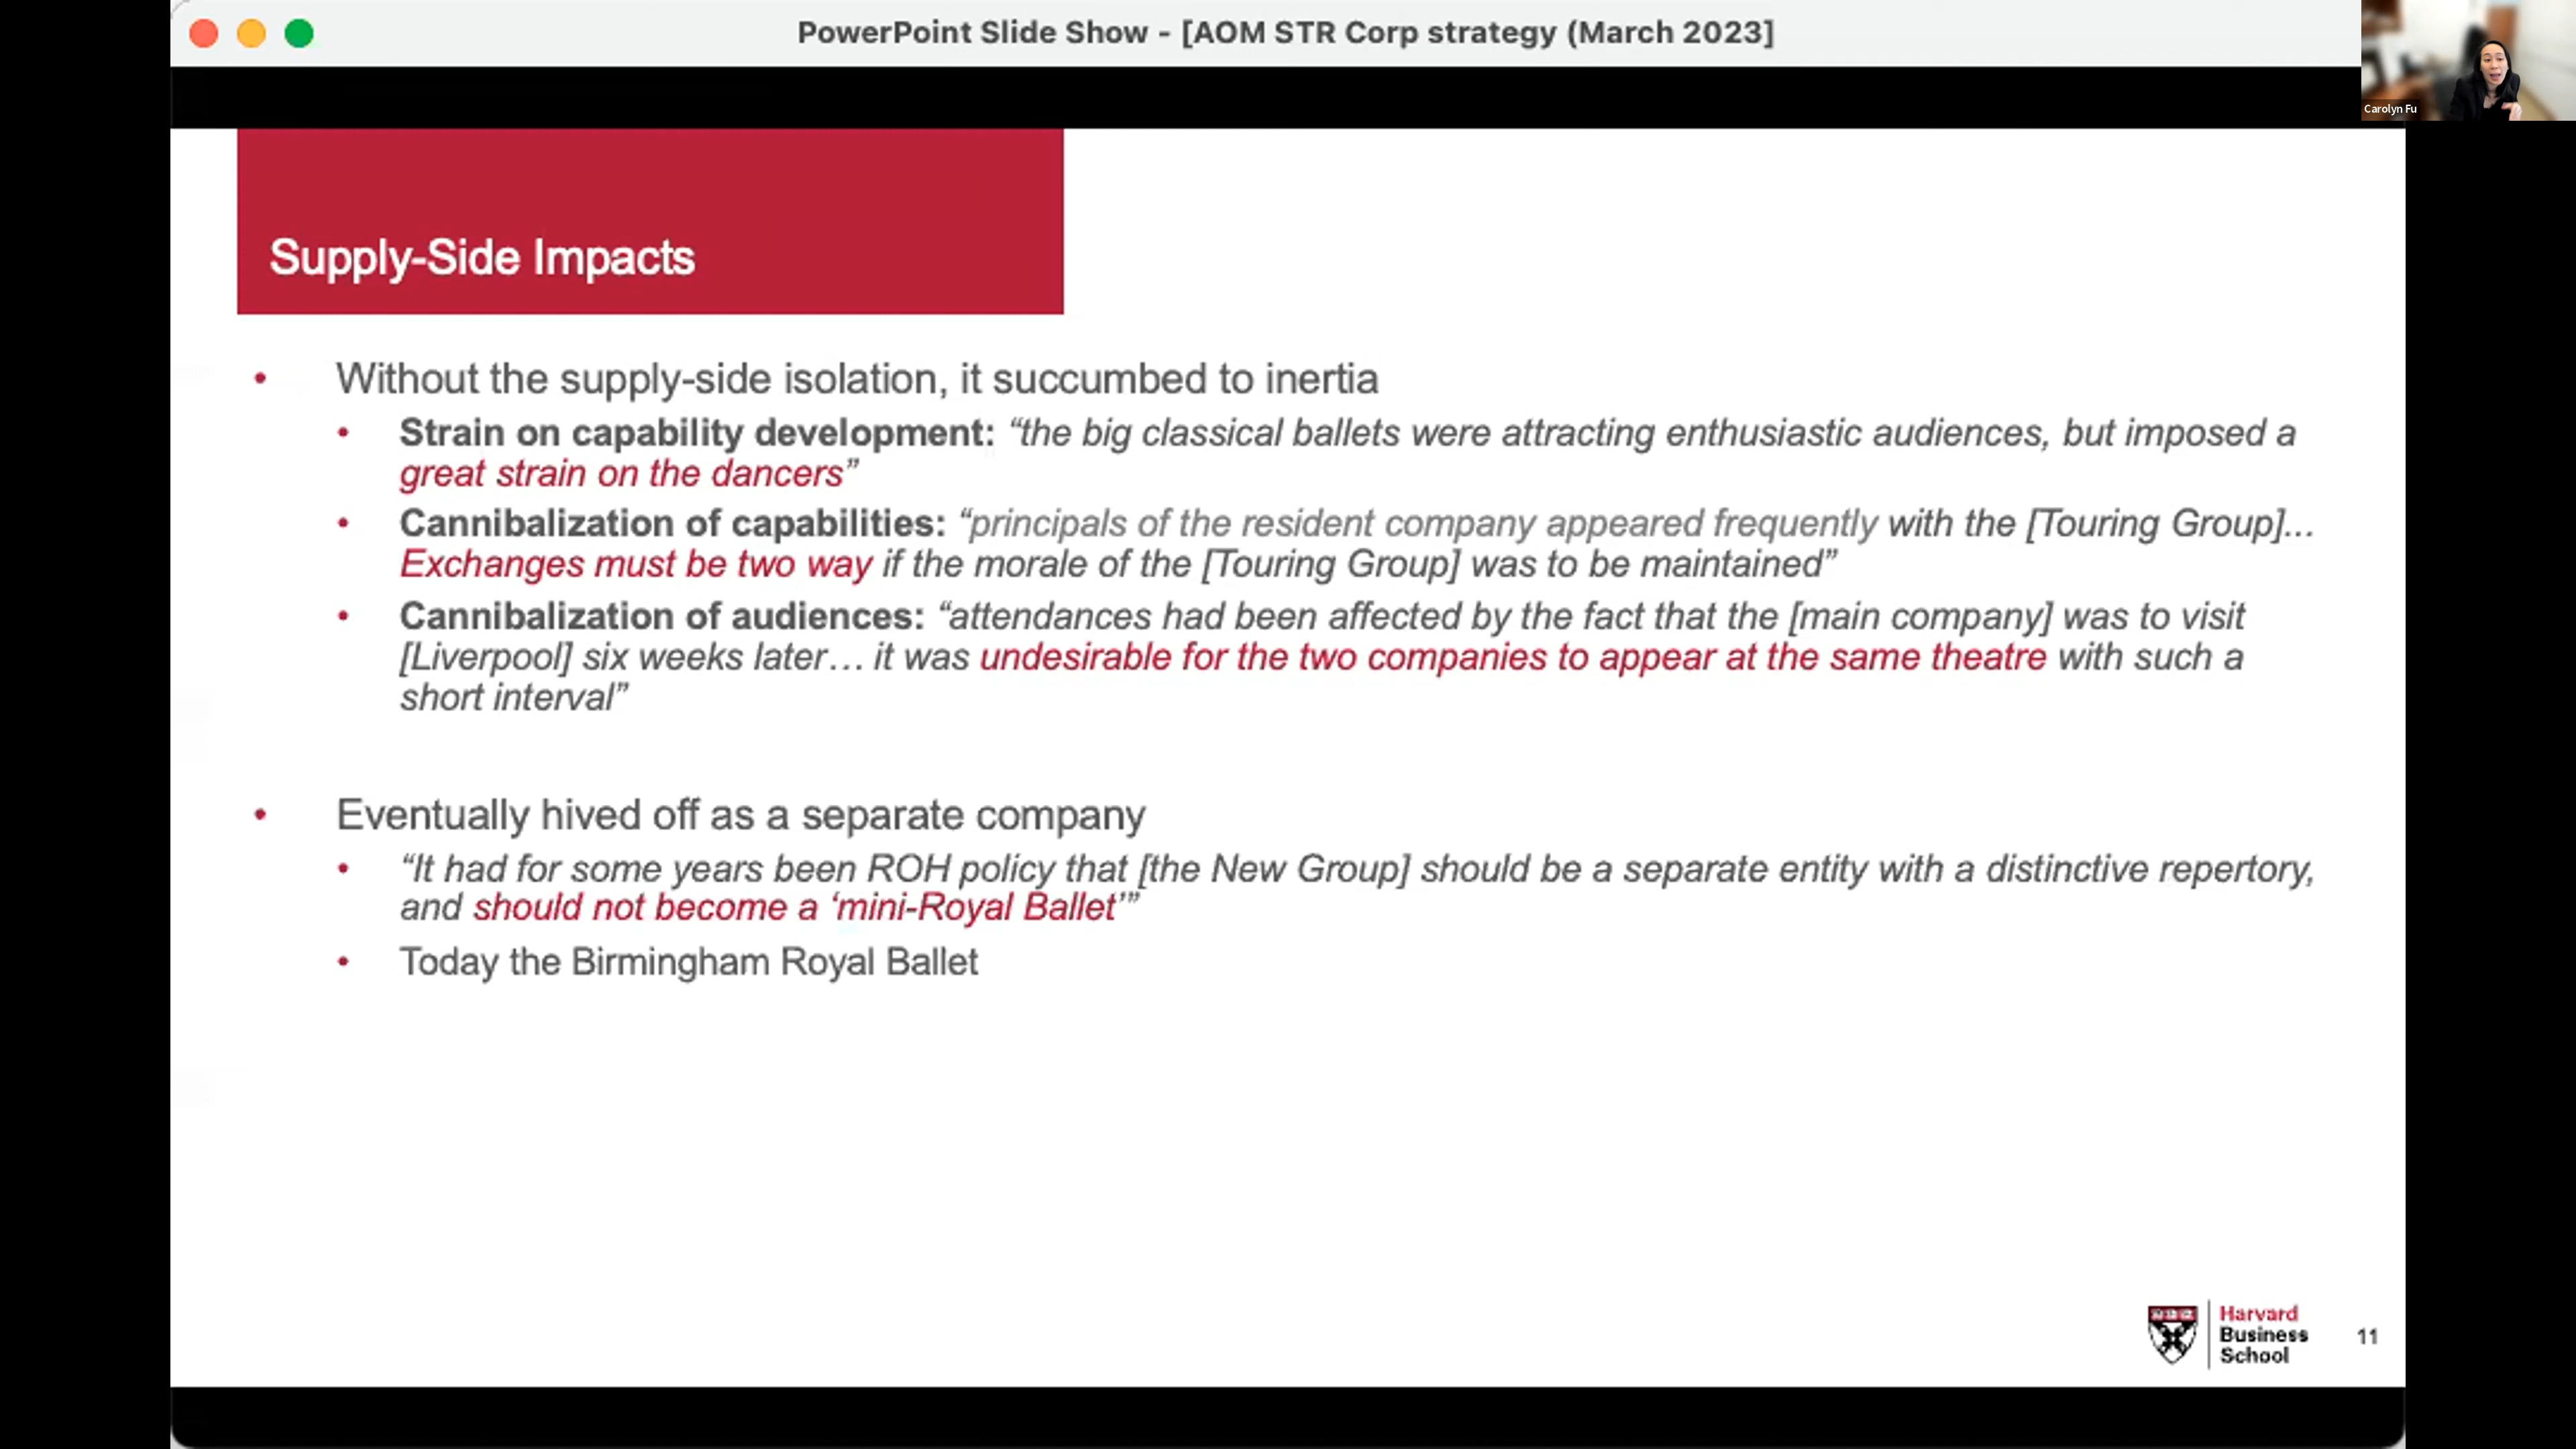 PowerPoint Slide Show - [AOM STR Corp strategy (March 2023]
Carolyn Fu
Supply-Side Impacts
• Without the supply-side isolation, it succumbed to inertia
• Strain on capability development: “the big classical ballets were attracting enthusiastic audiences, but imposed a
great strain on the dancers”
• Cannibalization of capabilities: “principals of the resident company appeared frequently with the [Touring Group]...
Exchanges must be two way if the morale of the [Touring Group] was to be maintained”
• Cannibalization of audiences: “attendances had been affected by the fact that the [main company] was to visit
[Liverpool] six weeks later… it was undesirable for the two companies to appear at the same theatre with such a
short interval”
• Eventually hived off as a separate company
• “It had for some years been ROH policy that [the New Group] should be a separate entity with a distinctive repertory,
and should not become a ‘mini-Royal Ballet’”
• Today the Birmingham Royal Ballet
Harvard
Business
School
11